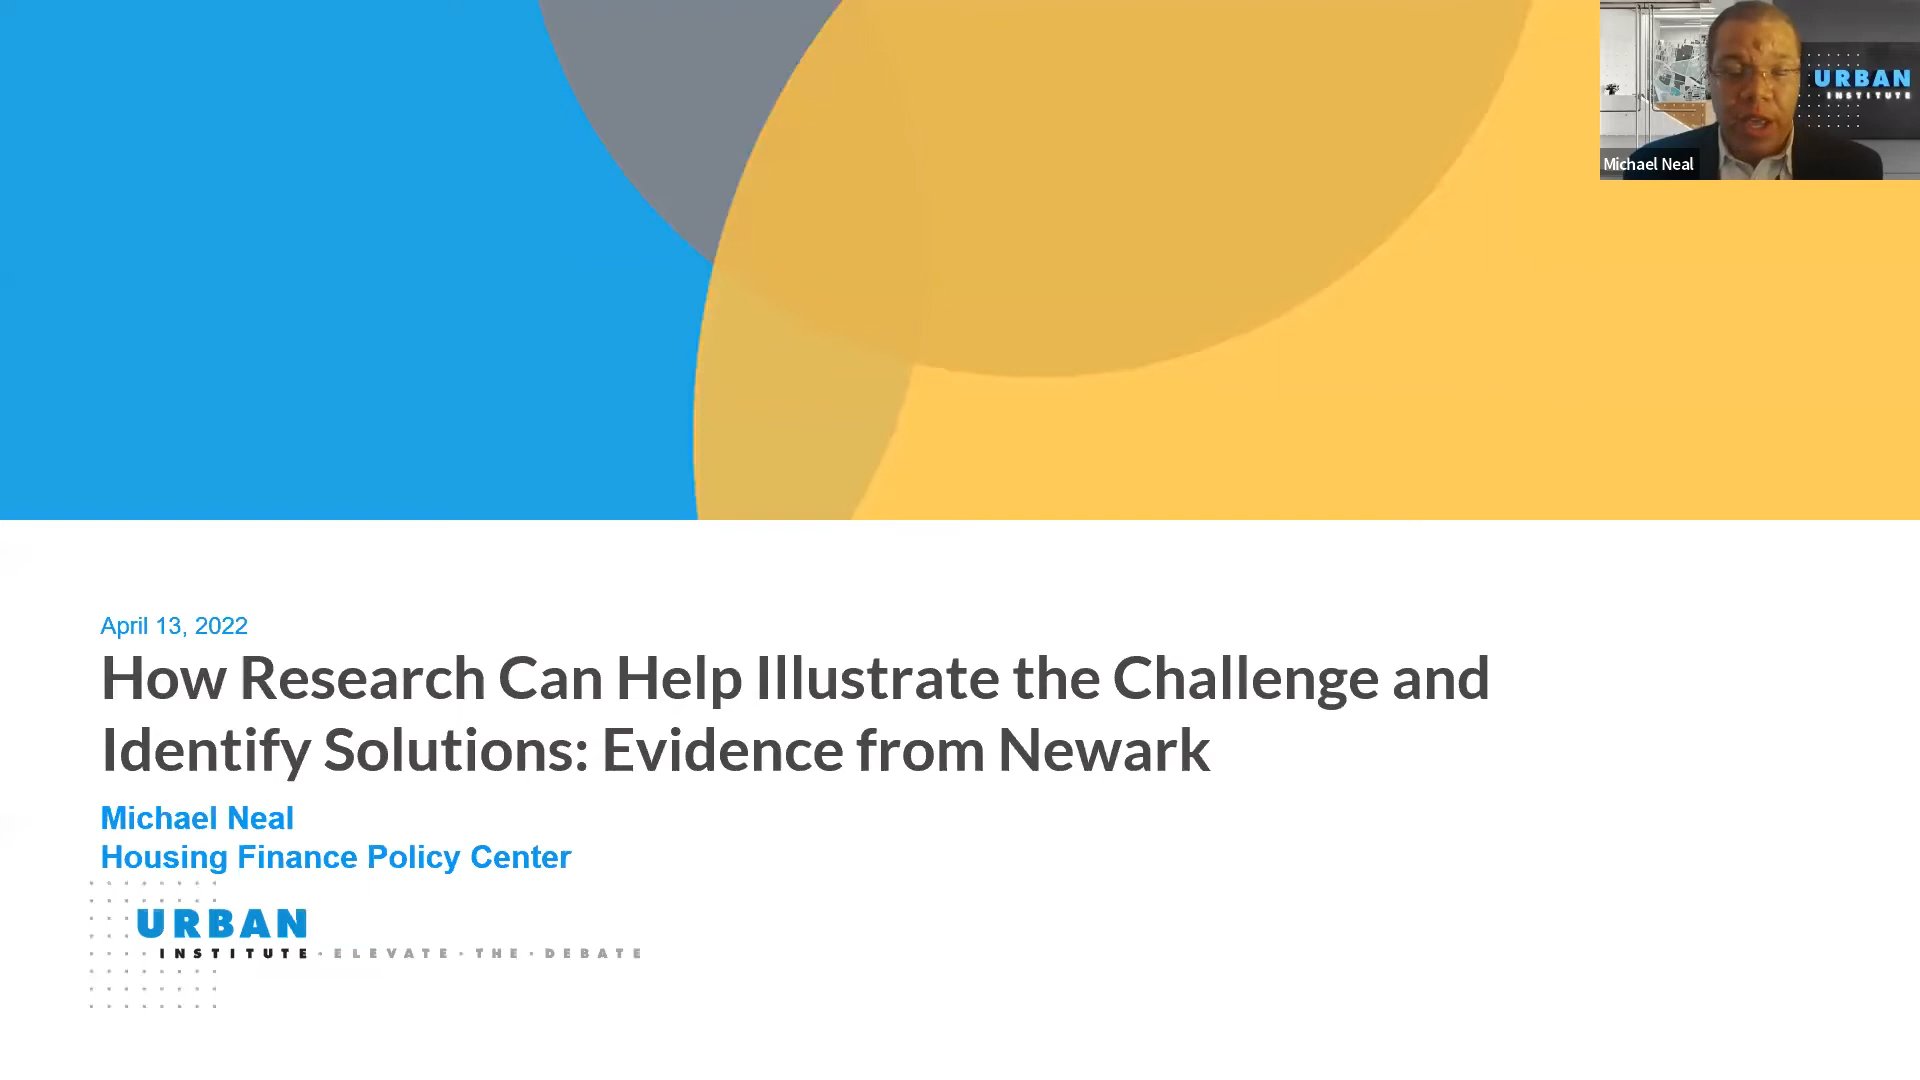 URBAN
INSTITUTE
Michael Neal
April 13, 2022
How Research Can Help Illustrate the Challenge and
Identify Solutions: Evidence from Newark
Michael Neal
Housing Finance Policy Center
URBAN
INSTITUTE · ELEVATE · THE · DEBATE